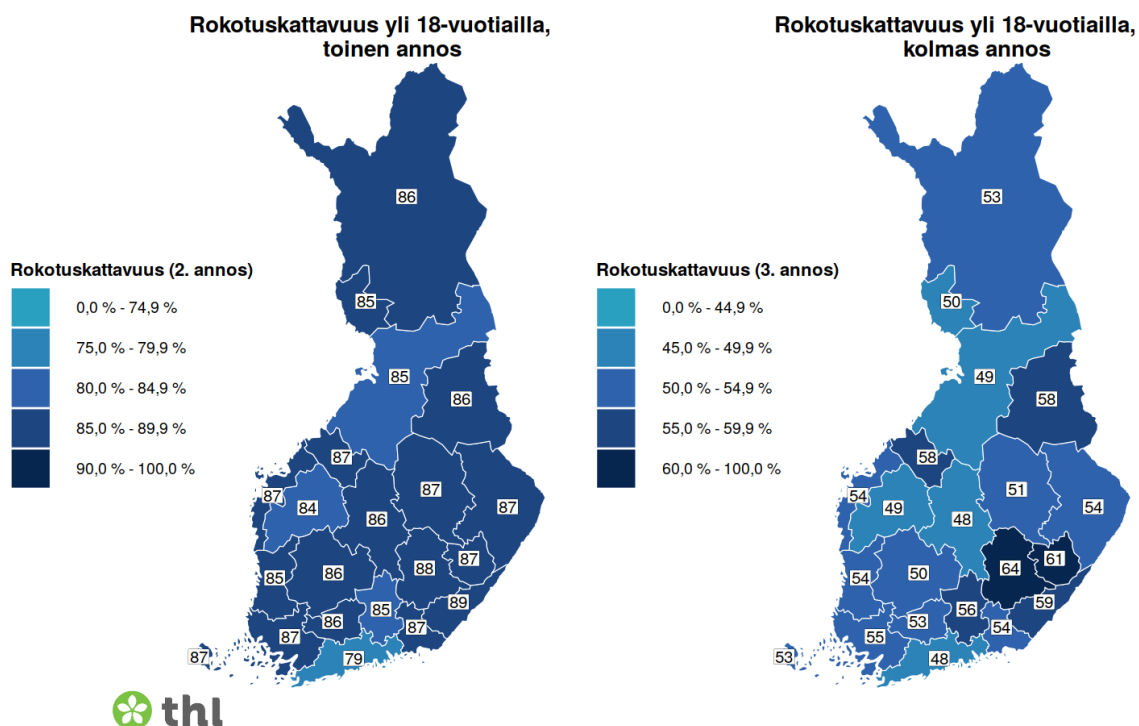 Rokotuskattavuus yli 18-vuotiailla,
toinen annos
86
85
Rokotuskattavuus (2. annos)
0,0 % - 74,9 %
75,0 % - 79,9 %
80,0 % - 84,9 %
85,0 % - 89,9 %
90,0 % - 100,0 %
85
86
87
87
87
84
87
86
87
88
85
86
85
89
86
87
87
79
87
thl
Rokotuskattavuus yli 18-vuotiailla,
kolmas annos
53
50
Rokotuskattavuus (3. annos)
0,0 % - 44,9 %
45,0 % - 49,9 %
50,0 % - 54,9 %
55,0 % - 59,9 %
60,0 % - 100,0 %
49
58
58
51
54
49
54
48
61
64
50
54
59
56
53
54
55
48
53